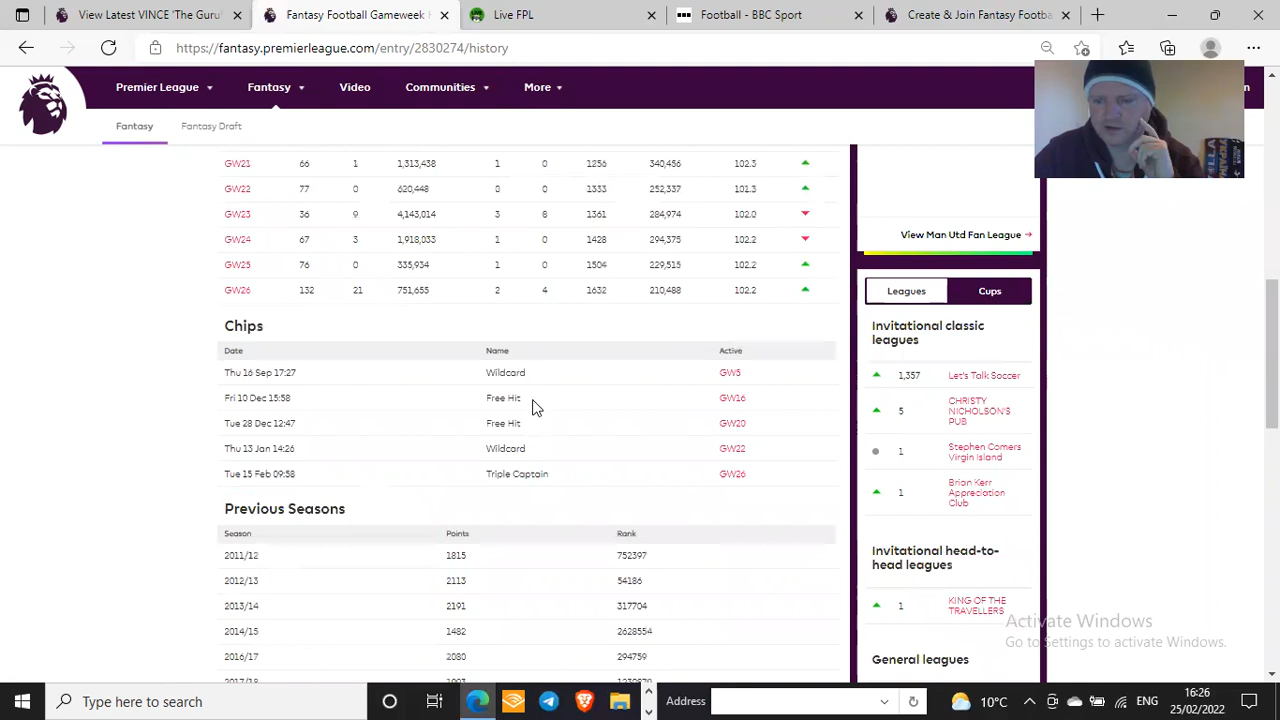 Latest View VINCE 'The Guru
Fantasy Football Gameweek H
Live FPL
Football - BBC Sport
Create & Join Fantasy Football
https://fantasy.premierleague.com/entry/2830274/history
Premier League Fantasy Video Communities More
Fantasy Fantasy Draft
GW21 66 1 1,313,438 1 0 1256 340,456 102.3
GW22 77 0 620,448 0 0 1333 252,337 102.3
GW23 36 9 4,143,014 3 8 1361 284,974 102.0
GW24 67 3 1,918,033 1 0 1428 294,375 102.2
GW25 76 0 335,934 1 0 1504 229,515 102.2
GW26 132 21 751,655 2 4 1632 210,488 102.2
Chips
Date Name Active
Thu 16 Sep 17:27 Wildcard GW5
Fri 10 Dec 15:58 Free Hit GW16
Tue 28 Dec 12:47 Free Hit GW20
Thu 13 Jan 14:26 Wildcard GW22
Tue 15 Feb 09:58 Triple Captain GW26
Previous Seasons
Season Points Rank
2011/12 1815 752397
2012/13 2113 54186
2013/14 2191 317704
2014/15 1482 2628554
2016/17 2080 294759
View Man Utd Fan League
Leagues Cups
Invitational classic
leagues
1,357 Let's Talk Soccer
5 CHRISTY
NICHOLSON'S
PUB
1 Stephen Comers
Virgin Island
1 Brian Kerr
Appreciation
Club
Invitational head-to-
head leagues
1 KING OF THE
TRAVELLERS
General leagues
Activate Windows
Go to Settings to activate Windows.
Type here to search
Address
10°C
ENG
16:26
25/02/2022